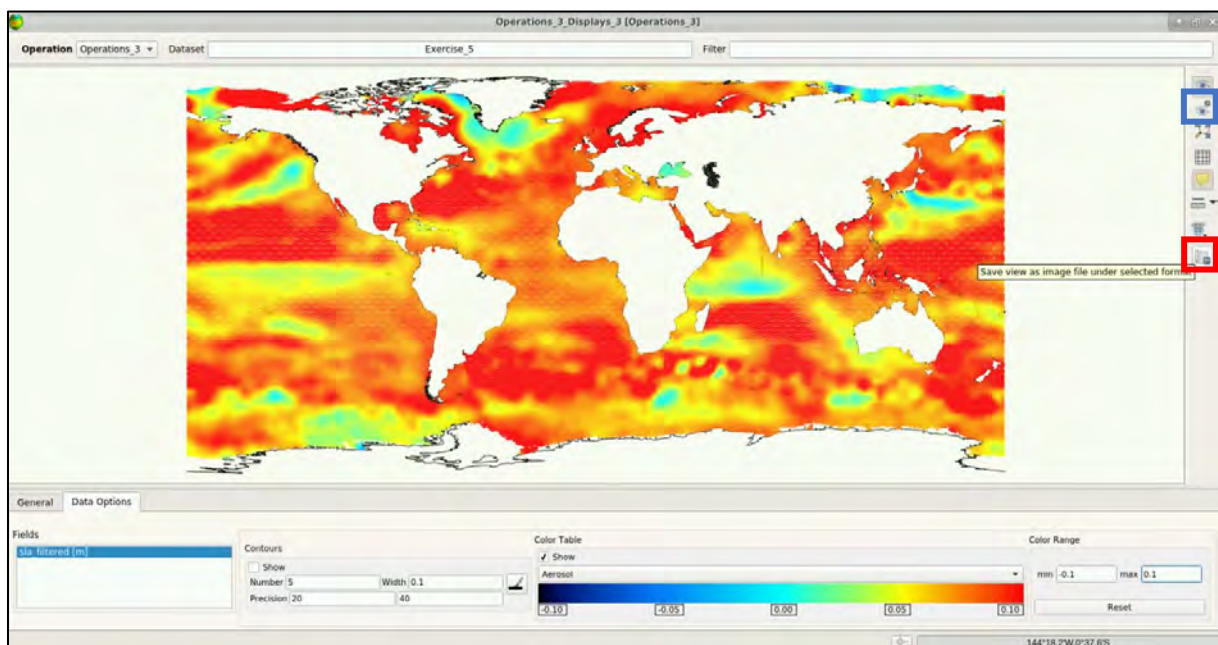 Operations_3_Displays_3 [Operations_3]
Operation Operations_3 Dataset Exercise_5 Filter
Save view as image file under selected forma
General Data Options
Fields
sla_filtered [m]
Contours
Show
Number 5 Width 0.1
Precision 20 40
Color Table
Show
Aerosol
-0.10 -0.05 0.00 0.05 0.10
Color Range
min -0.1 max 0.1
Reset
144°18.2'W,0°37.6'S